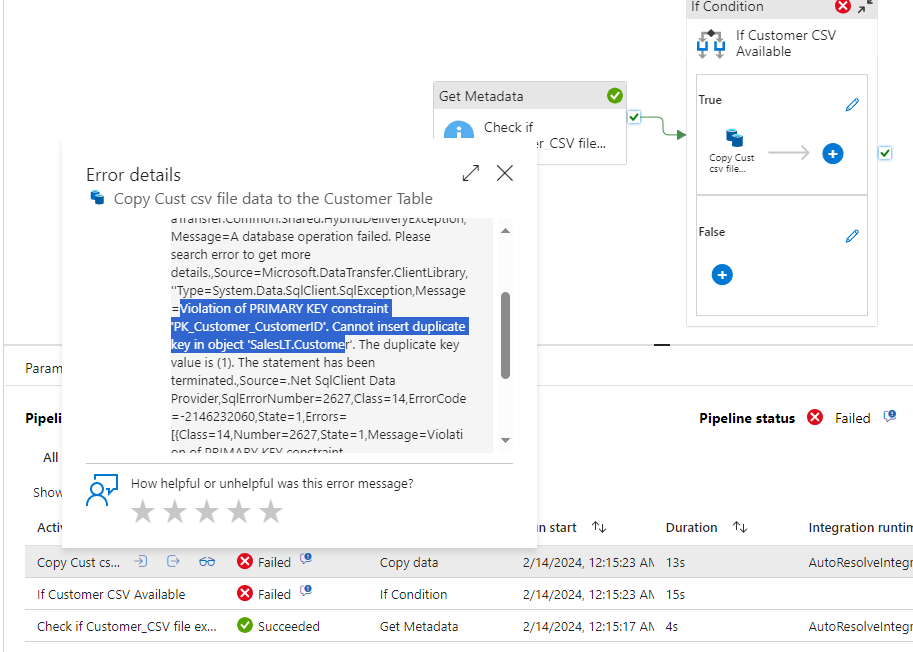 If Condition
If Customer CSV
Available
Get Metadata
Check if
r_CSV file...
True
Copy Cust
csv file...
False
Error details
Copy Cust csv file data to the Customer Table
aTransfer.Common.Shared.HybridDeliveryException,
Message=A database operation failed. Please
search error to get more
details.,Source=Microsoft.DataTransfer.ClientLibrary,
''Type=System.Data.SqlClient.SqlException,Message
=Violation of PRIMARY KEY constraint
'PK_Customer_CustomerID'. Cannot insert duplicate
key in object 'SalesLT.Customer'. The duplicate key
value is (1). The statement has been
terminated.,Source=.Net SqlClient Data
Provider,SqlErrorNumber=2627,Class=14,ErrorCode
=-2146232060,State=1,Errors=
[{Class=14,Number=2627,State=1,Message=Violati
on of PRIMARY KEY constraint
How helpful or unhelpful was this error message?
Param
Pipeli
Pipeline status
Failed
All
Show
Activ
n start
Duration
Integration runtim
Copy Cust cs...
Failed
Copy data
2/14/2024, 12:15:23 AM
13s
AutoResolveIntegr
If Customer CSV Available
Failed
If Condition
2/14/2024, 12:15:23 AM
15s
Check if Customer_CSV file ex...
Succeeded
Get Metadata
2/14/2024, 12:15:17 AM
4s
AutoResolveIntegr